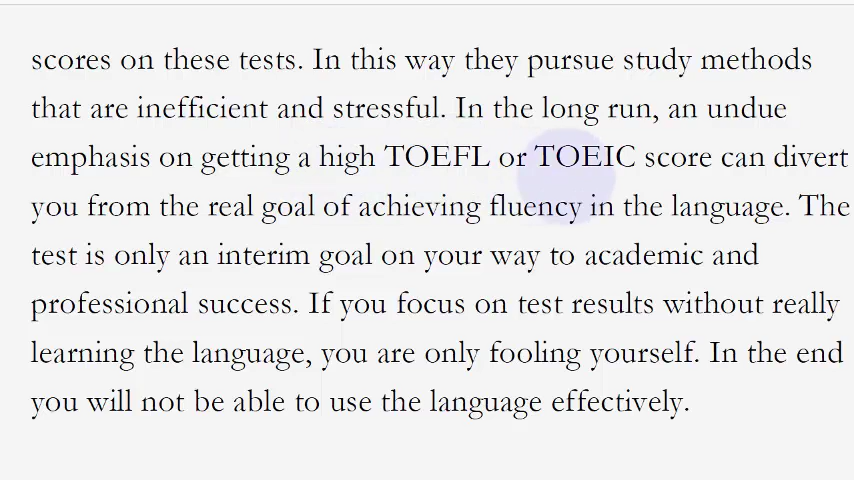 scores on these tests. In this way they pursue study methods
that are inefficient and stressful. In the long run, an undue
emphasis on getting a high TOEFL or TOEIC score can divert
you from the real goal of achieving fluency in the language. The
test is only an interim goal on your way to academic and
professional success. If you focus on test results without really
learning the language, you are only fooling yourself. In the end
you will not be able to use the language effectively.